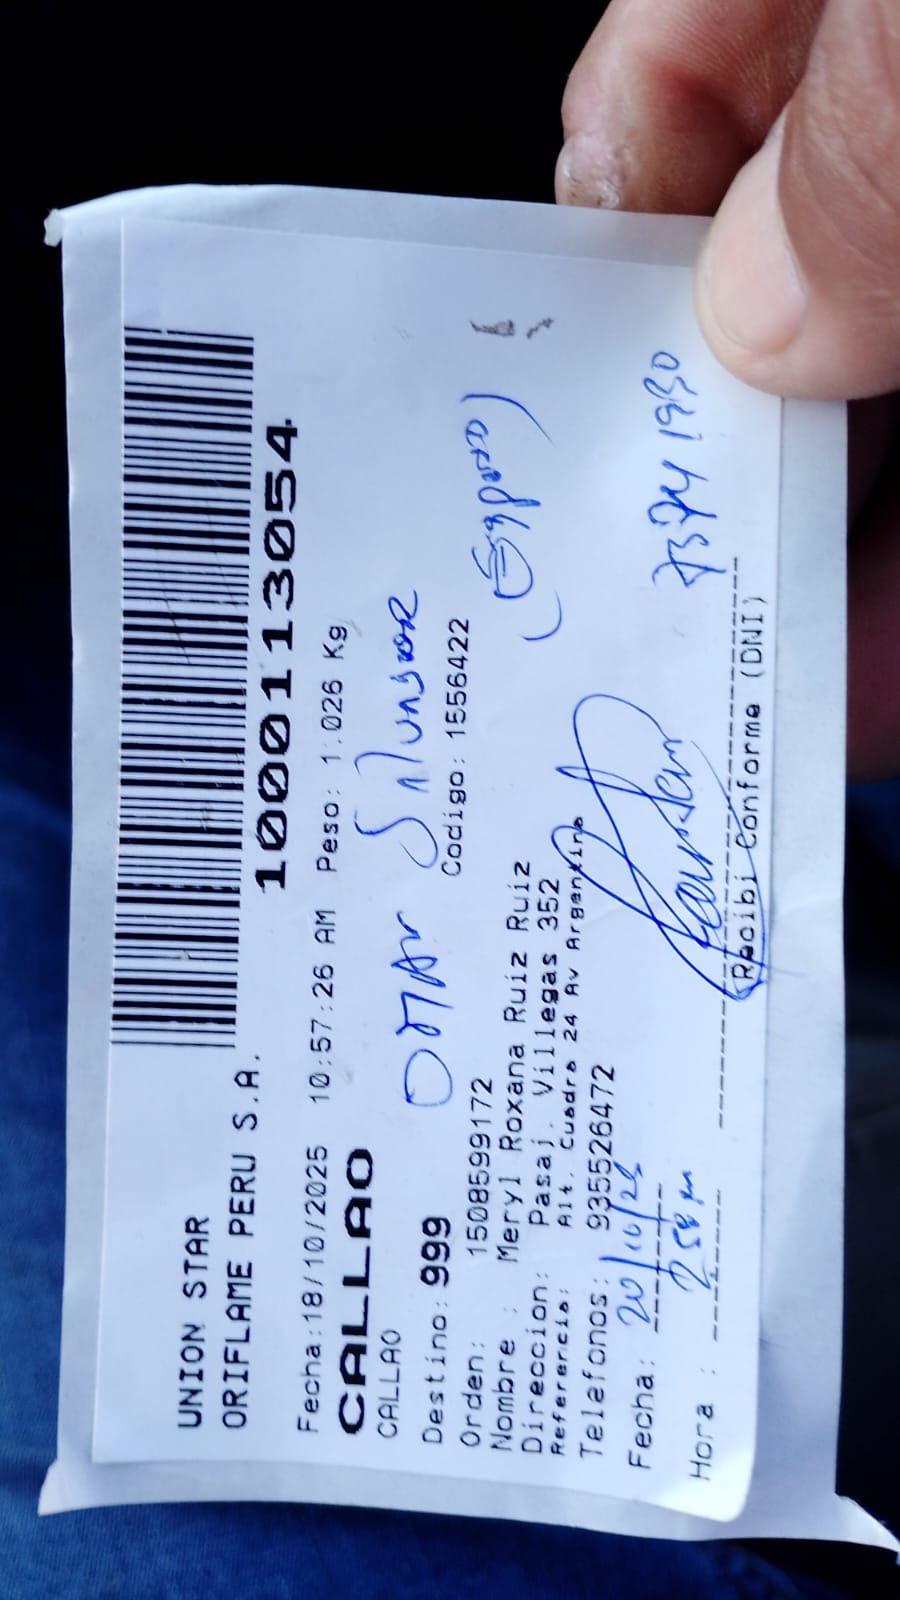 UNION STAR
ORIFLAME PERU S.A.
10001113054
Fecha:18/10/2025 10:57:26 AM Peso: 1.026 Kg
CALLAO
CALLAO
OMAR Salvador
Destino: 999
Codigo: 1556422
Orden: 1508599172
Nombre : Meryl Roxana Ruiz Ruiz
(Esposo)
Direccion: Pasaj. Villegas 352
Referencia: Alt. Cuadra 24 Av Argentina
Telefonos: 935526472
Fecha: 20/10/25
Hora : 2:58 pm
Recibi Conforme (DNI)